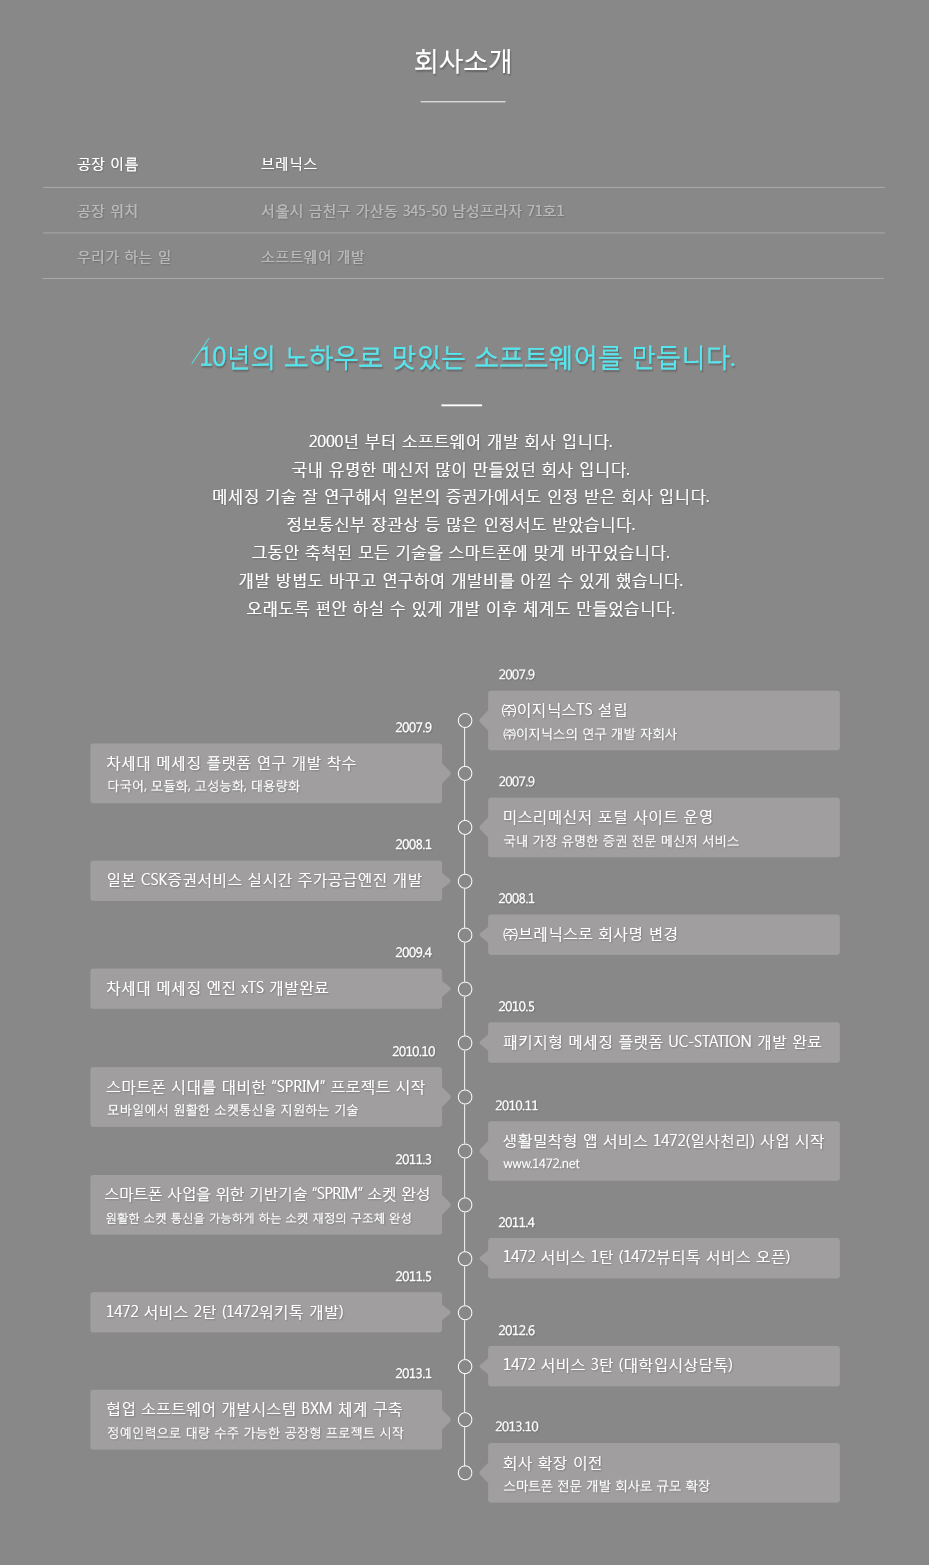 회사소개
공장 이름 브레닉스
공장 위치 서울시 금천구 가산동 345-50 남성프라자 71호1
우리가 하는 일 소프트웨어 개발
10년의 노하우로 맛있는 소프트웨어를 만듭니다.
2000년 부터 소프트웨어 개발 회사 입니다.
국내 유명한 메신저 많이 만들었던 회사 입니다.
메세징 기술 잘 연구해서 일본의 증권가에서도 인정 받은 회사 입니다.
정보통신부 장관상 등 많은 인정서도 받았습니다.
그동안 축척된 모든 기술을 스마트폰에 맞게 바꾸었습니다.
개발 방법도 바꾸고 연구하여 개발비를 아낄 수 있게 했습니다.
오래도록 편안 하실 수 있게 개발 이후 체계도 만들었습니다.
2007.9
㈜이지닉스TS 설립
㈜이지닉스의 연구 개발 자회사
2007.9
차세대 메세징 플랫폼 연구 개발 착수
다국어, 모듈화, 고성능화, 대용량화
2007.9
미스리메신저 포털 사이트 운영
국내 가장 유명한 증권 전문 메신저 서비스
2008.1
일본 CSK증권서비스 실시간 주가공급엔진 개발
2008.1
㈜브레닉스로 회사명 변경
2009.4
차세대 메세징 엔진 xTS 개발완료
2010.5
패키지형 메세징 플랫폼 UC-STATION 개발 완료
2010.10
스마트폰 시대를 대비한 “SPRIM” 프로젝트 시작
모바일에서 원활한 소켓통신을 지원하는 기술
2010.11
생활밀착형 앱 서비스 1472(일사천리) 사업 시작
www.1472.net
2011.3
스마트폰 사업을 위한 기반기술 “SPRIM” 소켓 완성
원활한 소켓 통신을 가능하게 하는 소켓 재정의 구조체 완성
2011.4
1472 서비스 1탄 (1472뷰티톡 서비스 오픈)
2011.5
1472 서비스 2탄 (1472워키톡 개발)
2012.6
1472 서비스 3탄 (대학입시상담톡)
2013.1
협업 소프트웨어 개발시스템 BXM 체계 구축
정예인력으로 대량 수주 가능한 공장형 프로젝트 시작
2013.10
회사 확장 이전
스마트폰 전문 개발 회사로 규모 확장